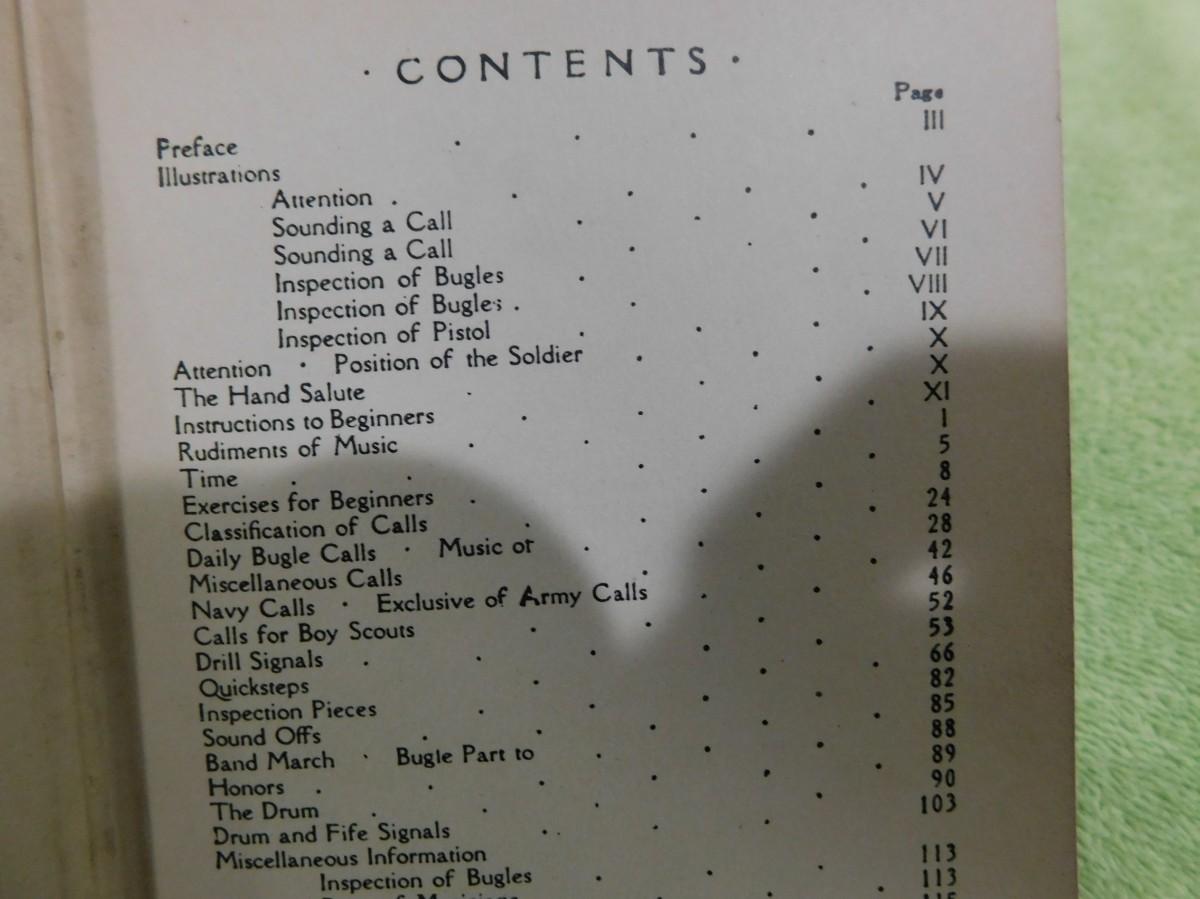 · CONTENTS ·
Page
Preface . . . . III
Illustrations
Attention . . . . . IV
Sounding a Call . . . V
Sounding a Call . . . VI
Inspection of Bugles . . VII
Inspection of Bugles . . . VIII
Inspection of Pistol . . . IX
Attention · Position of the Soldier . . . X
The Hand Salute . . . X
Instructions to Beginners . . . . XI
Rudiments of Music . . . . 1
Time . . . . . 5
Exercises for Beginners . . . 8
Classification of Calls . . . . 24
Daily Bugle Calls · Music of . . . 28
Miscellaneous Calls . . . 42
Navy Calls · Exclusive of Army Calls . . 46
Calls for Boy Scouts . . . 52
Drill Signals . . . . . 53
Quicksteps . . . 66
Inspection Pieces . . . . 82
Sound Offs . . . . 85
Band March · Bugle Part to . . . 88
Honors . . . . . 89
The Drum . . . . 90
Drum and Fife Signals . . . 103
Miscellaneous Information
Inspection of Bugles . . . 113
of Musicians . . . 113
115